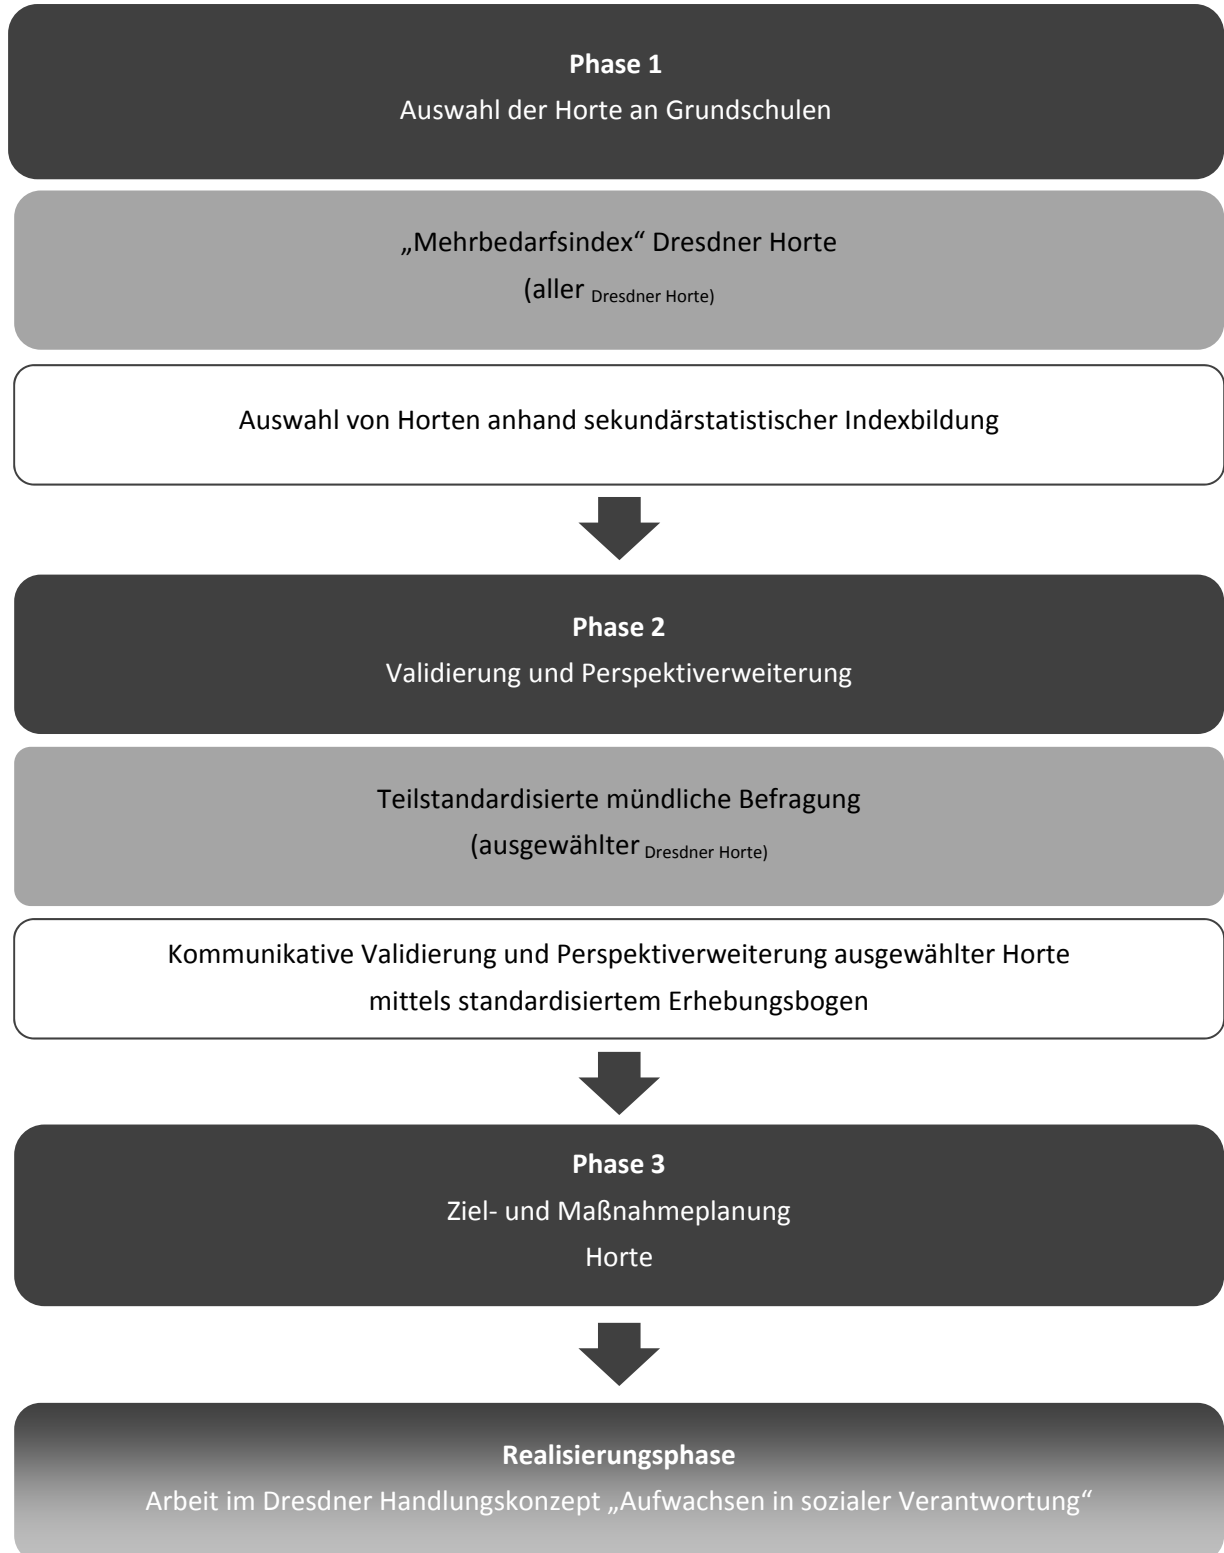 Phase 1
Auswahl der Horte an Grundschulen
„Mehrbedarfsindex“ Dresdner Horte
(aller Dresdner Horte)
Auswahl von Horten anhand sekundärstatistischer Indexbildung
Phase 2
Validierung und Perspektiverweiterung
Teilstandardisierte mündliche Befragung
(ausgewählter Dresdner Horte)
Kommunikative Validierung und Perspektiverweiterung ausgewählter Horte
mittels standardisiertem Erhebungsbogen
Phase 3
Ziel- und Maßnahmeplanung
Horte
Realisierungsphase
Arbeit im Dresdner Handlungskonzept „Aufwachsen in sozialer Verantwortung“